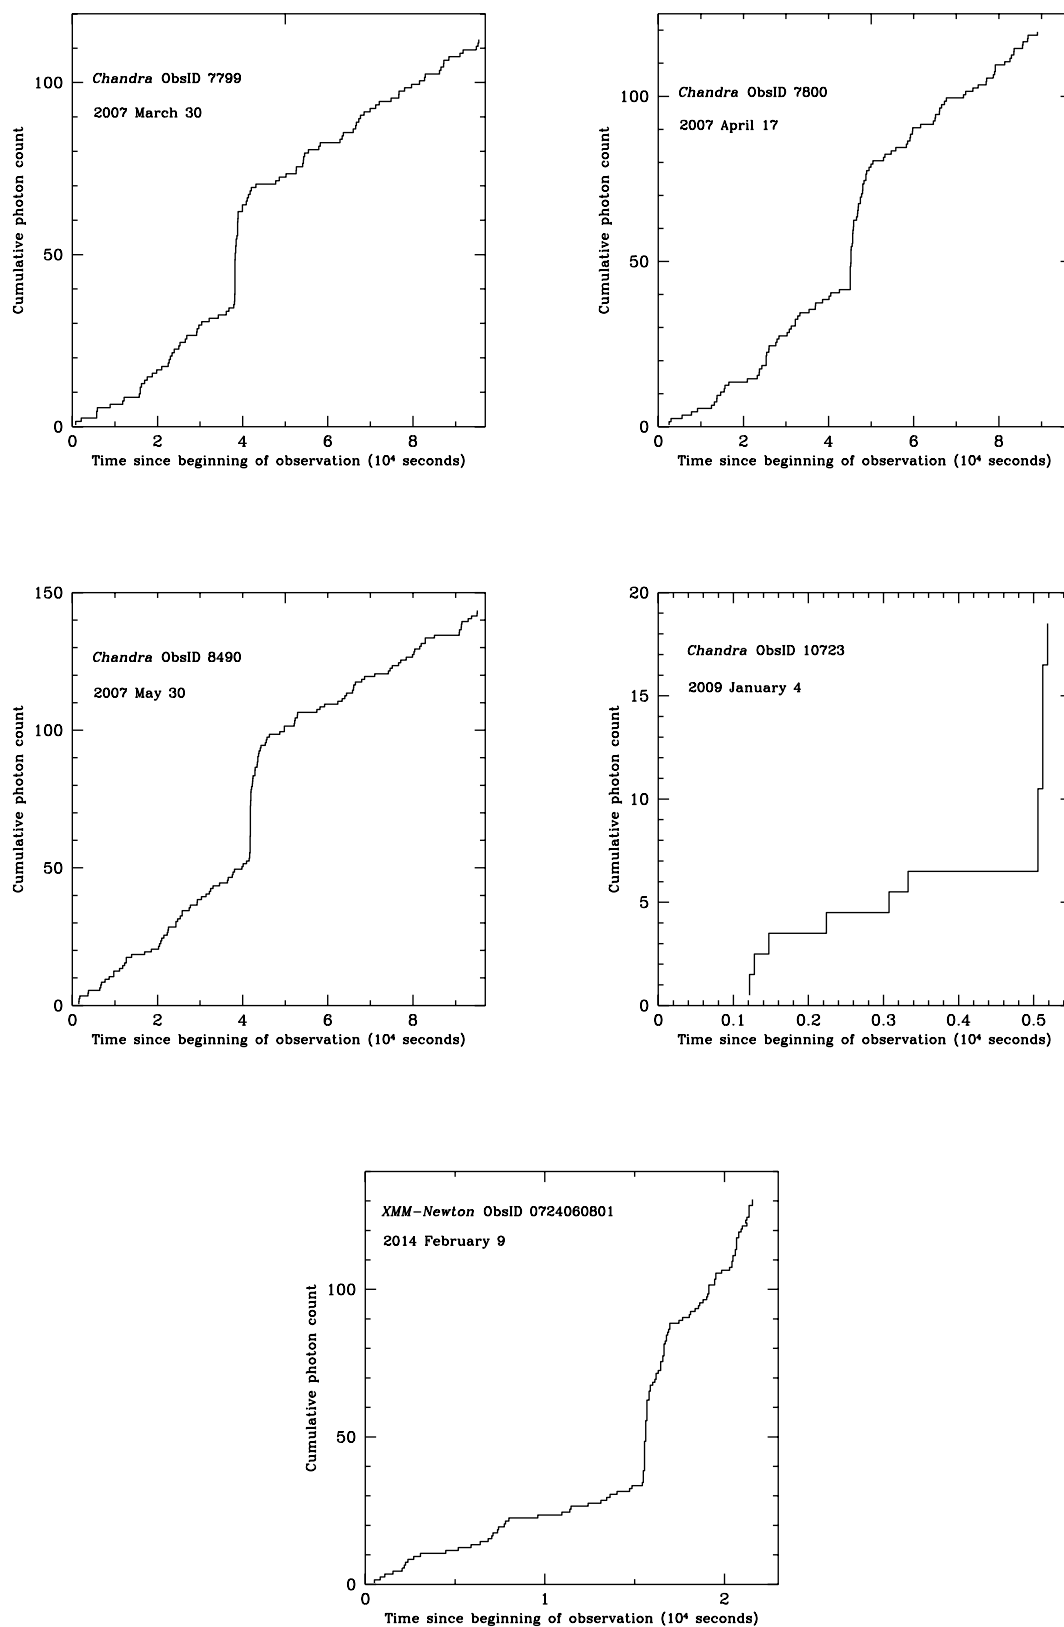 Cumulative photon count
100
50
0
Chandra ObsID 7799
2007 March 30
0 2 4 6 8
Time since beginning of observation (10⁴ seconds)
Cumulative photon count
100
50
0
Chandra ObsID 7800
2007 April 17
0 2 4 6 8
Time since beginning of observation (10⁴ seconds)
Cumulative photon count
150
100
50
0
Chandra ObsID 8490
2007 May 30
0 2 4 6 8
Time since beginning of observation (10⁴ seconds)
Cumulative photon count
20
15
10
5
0
Chandra ObsID 10723
2009 January 4
0 0.1 0.2 0.3 0.4 0.5
Time since beginning of observation (10⁴ seconds)
Cumulative photon count
100
50
0
XMM-Newton ObsID 0724060801
2014 February 9
0 1 2
Time since beginning of observation (10⁴ seconds)